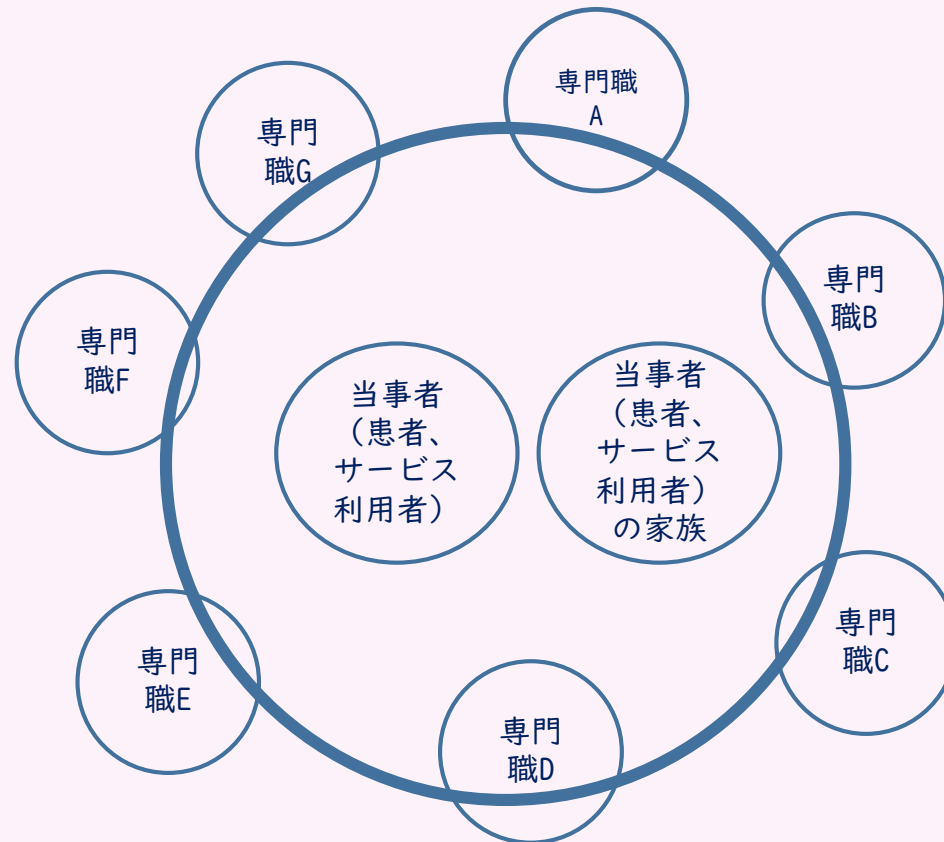 専門職
A
専門
職G
専門
職B
専門
職F
当事者
（患者、
サービス
利用者）
当事者
（患者、
サービス
利用者）
の家族
専門
職C
専門
職E
専門
職D